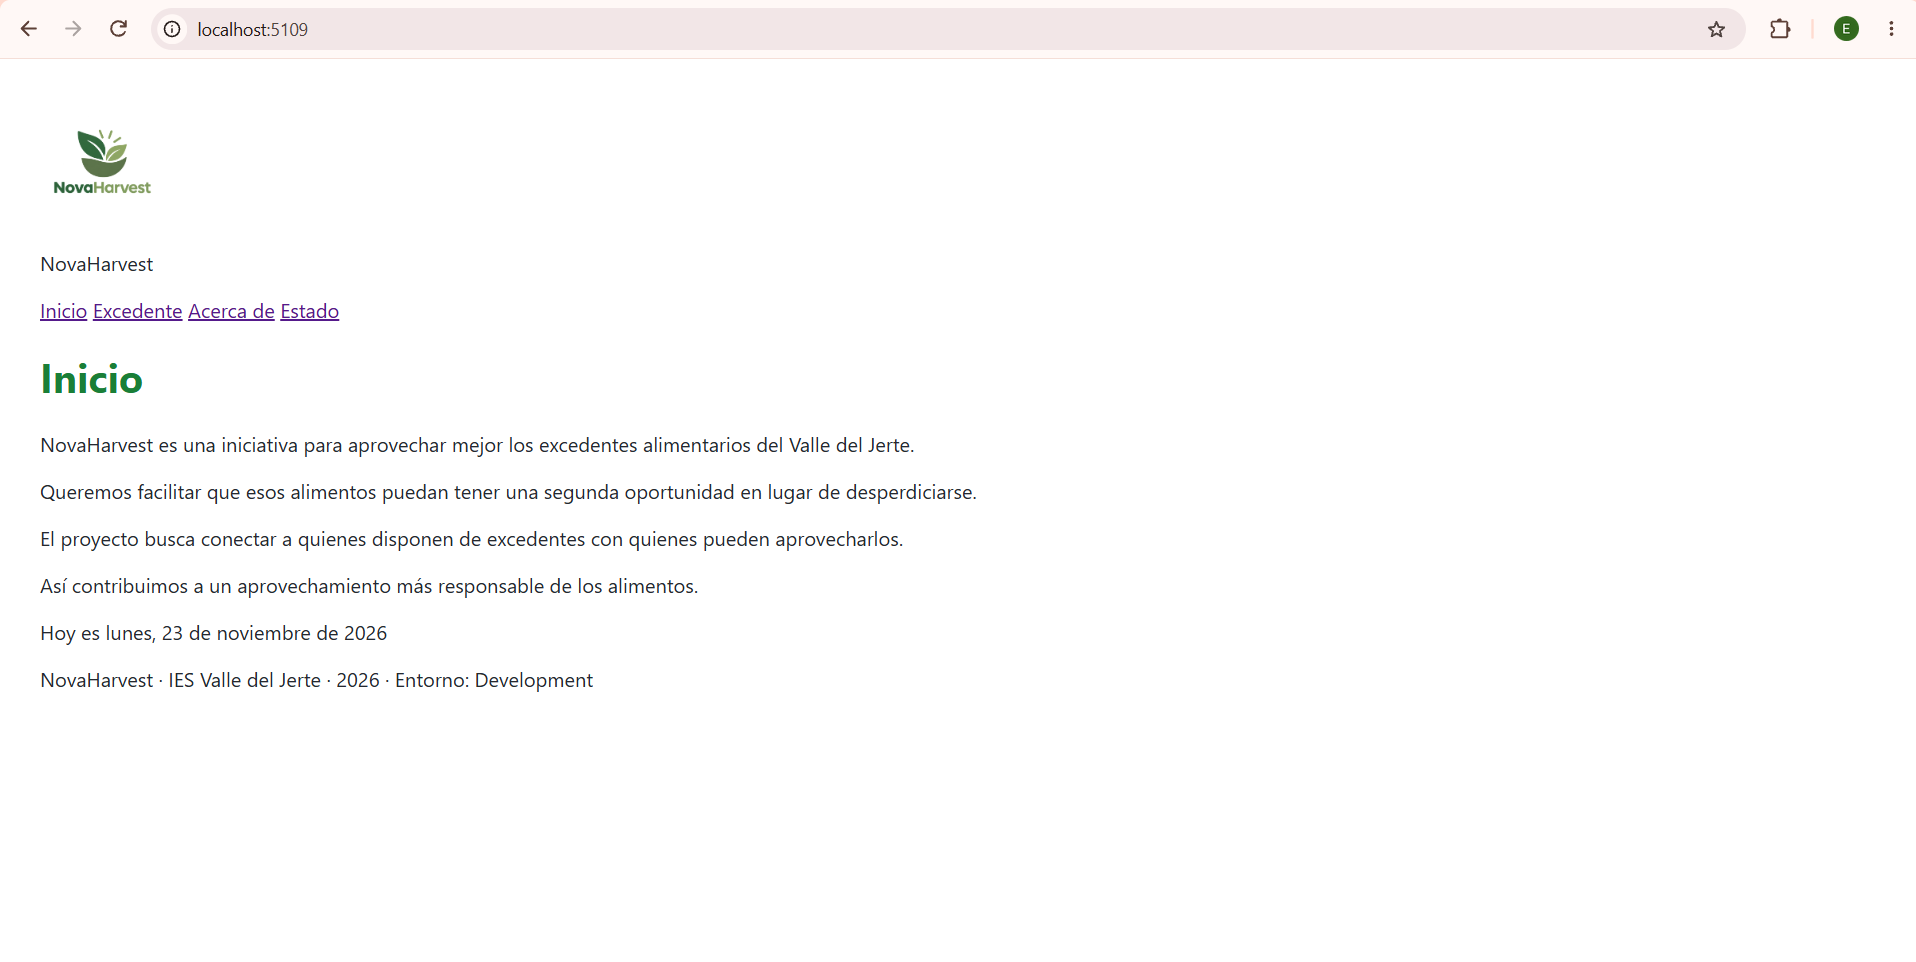 localhost:5109
E
NovaHarvest
NovaHarvest
Inicio Excedente Acerca de Estado
Inicio
NovaHarvest es una iniciativa para aprovechar mejor los excedentes alimentarios del Valle del Jerte.
Queremos facilitar que esos alimentos puedan tener una segunda oportunidad en lugar de desperdiciarse.
El proyecto busca conectar a quienes disponen de excedentes con quienes pueden aprovecharlos.
Así contribuimos a un aprovechamiento más responsable de los alimentos.
Hoy es lunes, 23 de noviembre de 2026
NovaHarvest · IES Valle del Jerte · 2026 · Entorno: Development